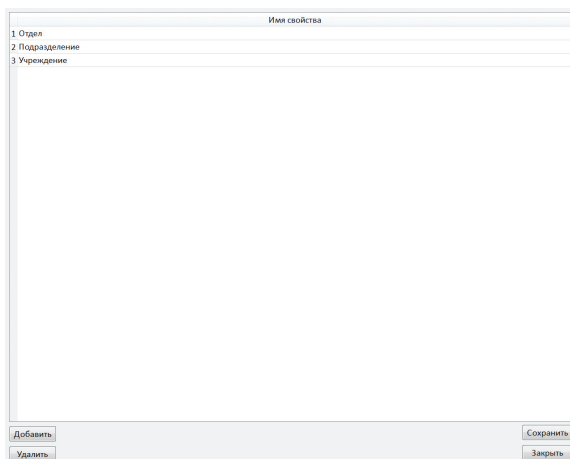 Имя свойства
1 Отдел
2 Подразделение
3 Учреждение
Добавить
Сохранить
Удалить
Закрыть